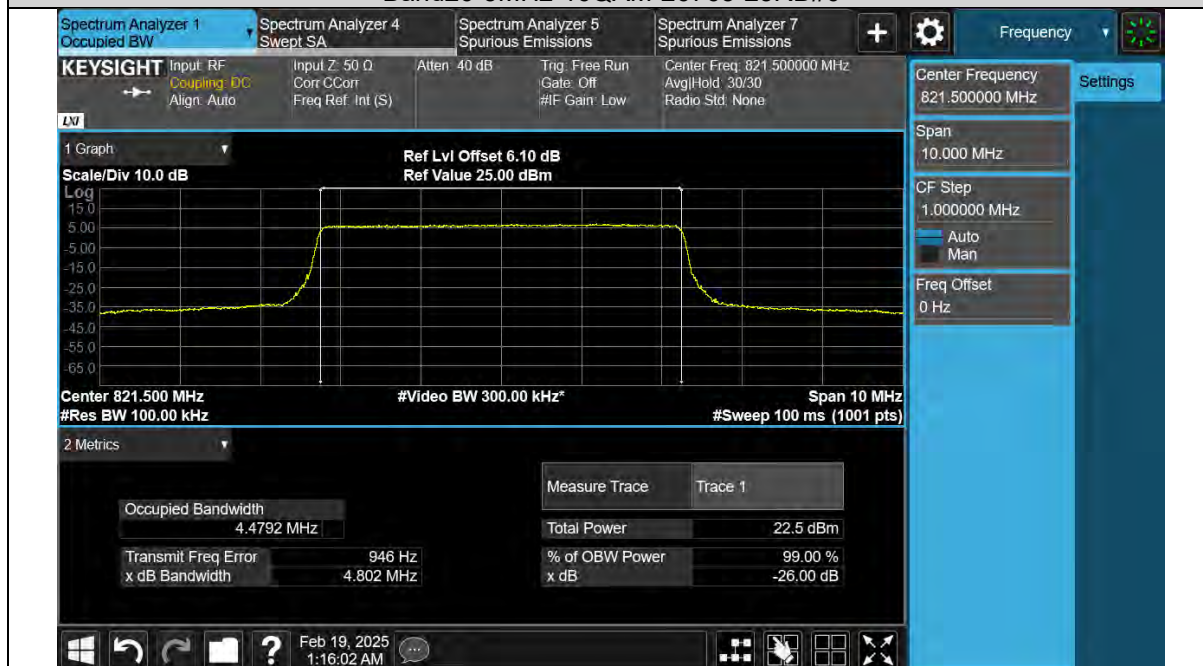 Spectrum Analyzer 1
Occupied BW
Spectrum Analyzer 4
Swept SA
Spectrum Analyzer 5
Spurious Emissions
Spectrum Analyzer 7
Spurious Emissions
+
Frequency
KEYSIGHT
Input: RF
Coupling: DC
Align: Auto
Input Z: 50 Ω
Corr CCorr
Freq Ref: Int (S)
Atten: 40 dB
Trig: Free Run
Gate: Off
#IF Gain: Low
Center Freq: 821.500000 MHz
Avg|Hold: 30/30
Radio Std: None
LXI
Center Frequency
821.500000 MHz
Settings
Span
10.000 MHz
CF Step
1.000000 MHz
Auto
Man
Freq Offset
0 Hz
1 Graph
Scale/Div 10.0 dB
Ref Lvl Offset 6.10 dB
Ref Value 25.00 dBm
Log
15.0
5.00
-5.00
-15.0
-25.0
-35.0
-45.0
-55.0
-65.0
Center 821.500 MHz
#Video BW 300.00 kHz*
Span 10 MHz
#Res BW 100.00 kHz
#Sweep 100 ms (1001 pts)
2 Metrics
Measure Trace
Trace 1
Occupied Bandwidth
4.4792 MHz
Total Power
22.5 dBm
Transmit Freq Error
946 Hz
% of OBW Power
99.00 %
x dB Bandwidth
4.802 MHz
x dB
-26.00 dB
?
Feb 19, 2025
1:16:02 AM